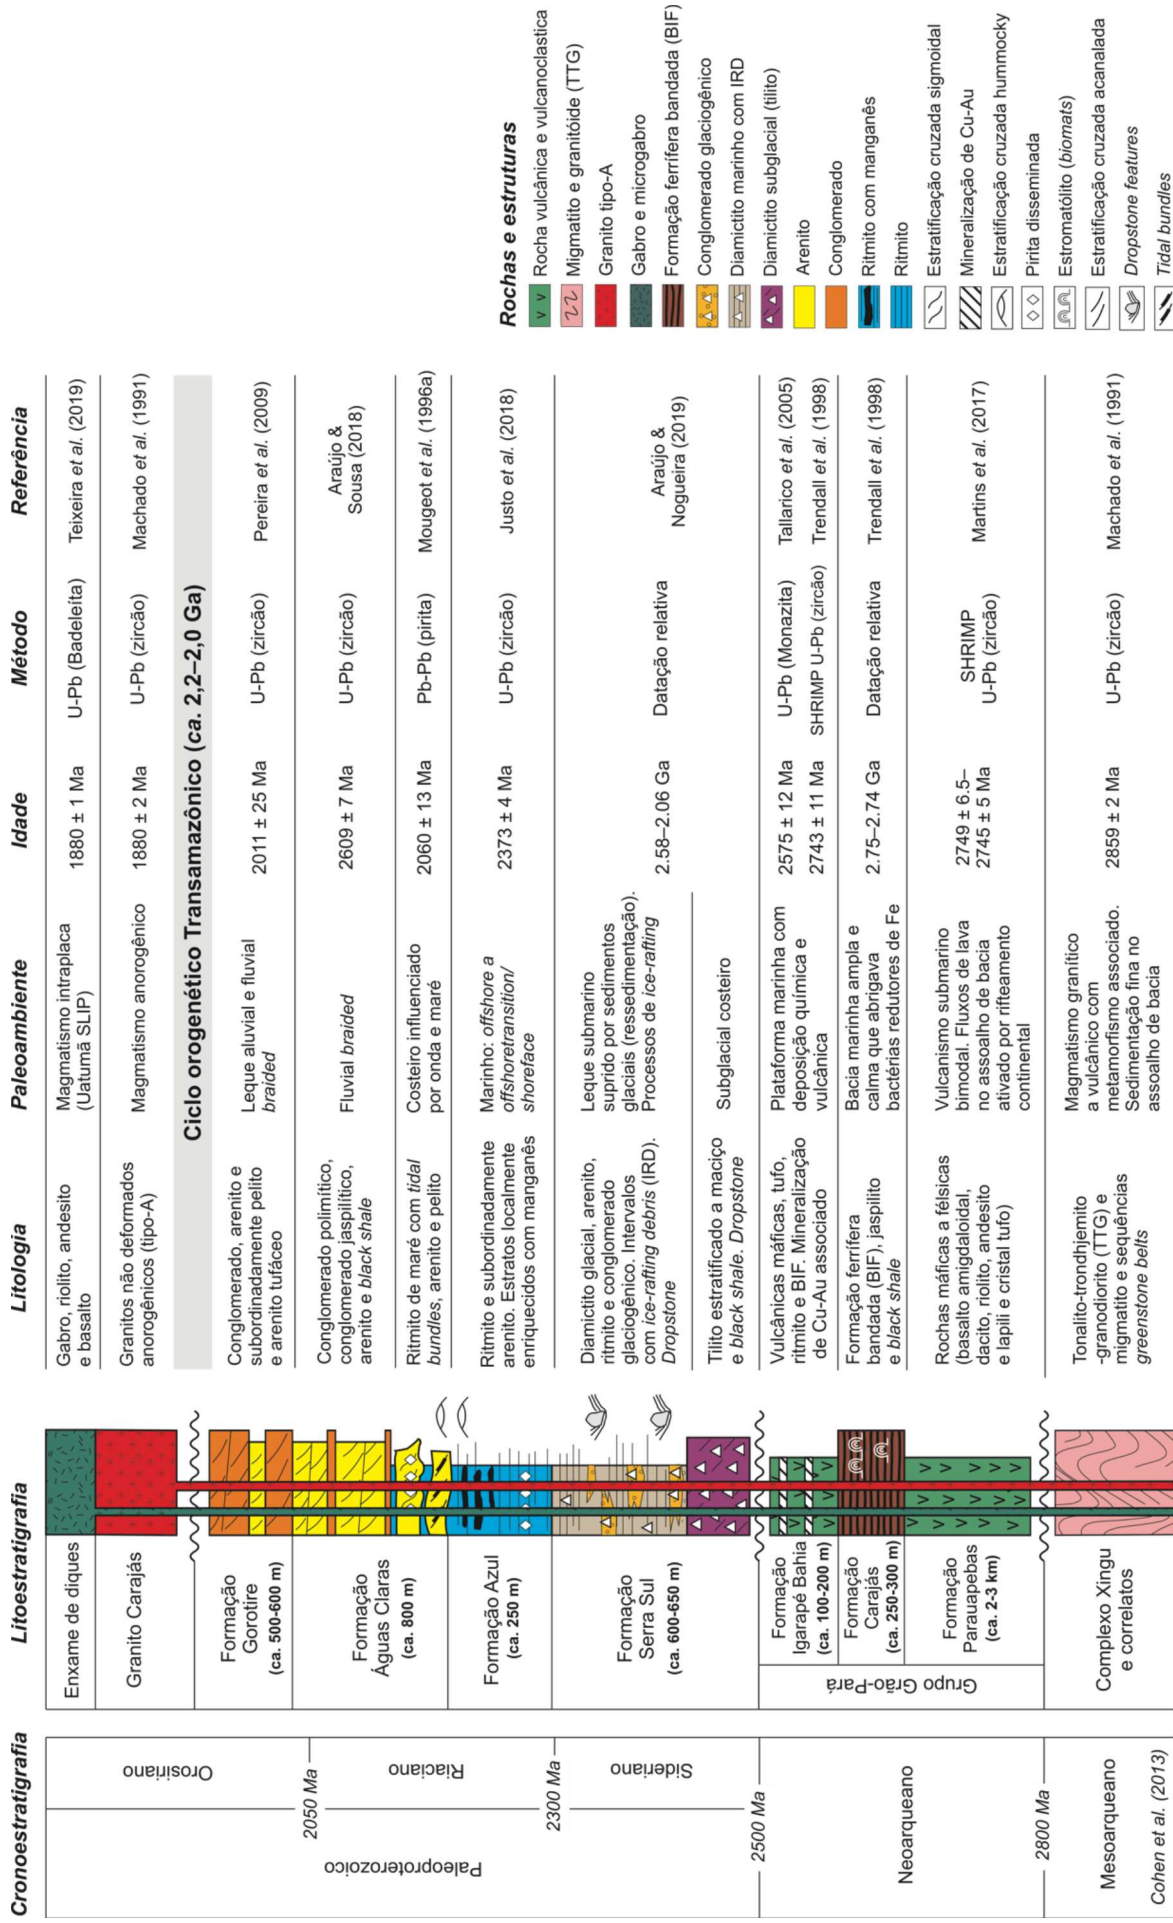 Cronoestratigrafia
Litoestratigrafia
Litologia
Paleoambiente
Idade
Método
Referência
Paleoproterozoico
Orosiriano
2050 Ma
Riaciano
2300 Ma
Sideriano
2500 Ma
Neoarqueano
2800 Ma
Mesoarqueano
Cohen et al. (2013)
Enxame de diques
Gabro, riolito, andesito
e basalto
Magmatismo intraplaca
(Uatumã SLIP)
1880 ± 1 Ma
U-Pb (Badeleíta)
Teixeira et al. (2019)
Granito Carajás
Granitos não deformados
anorogênicos (tipo-A)
Magmatismo anorogênico
1880 ± 2 Ma
U-Pb (zircão)
Machado et al. (1991)
Ciclo orogenético Transamazônico (ca. 2,2–2,0 Ga)
Formação
Gorotire
(ca. 500-600 m)
Conglomerado, arenito e
subordinadamente pelito
e arenito tufáceo
Leque aluvial e fluvial
braided
2011 ± 25 Ma
U-Pb (zircão)
Pereira et al. (2009)
Formação
Águas Claras
(ca. 800 m)
Conglomerado polimítico,
conglomerado jaspilítico,
arenito e black shale
Fluvial braided
2609 ± 7 Ma
U-Pb (zircão)
Araújo &
Sousa (2018)
Ritmito de maré com tidal
bundles, arenito e pelito
Costeiro influenciado
por onda e maré
2060 ± 13 Ma
Pb-Pb (pirita)
Mougeot et al. (1996a)
Formação Azul
(ca. 250 m)
Ritmito e subordinadamente
arenito. Estratos localmente
enriquecidos com manganês
Marinho: offshore a
offshoretransition/
shoreface
2373 ± 4 Ma
U-Pb (zircão)
Justo et al. (2018)
Formação
Serra Sul
(ca. 600-650 m)
Diamictito glacial, arenito,
ritmito e conglomerado
glaciogênico. Intervalos
com ice-rafting debris (IRD).
Dropstone
Leque submarino
suprido por sedimentos
glaciais (ressedimentação).
Processos de ice-rafting
2.58–2.06 Ga
Datação relativa
Araújo &
Nogueira (2019)
Tilito estratificado a maciço
e black shale. Dropstone
Subglacial costeiro
Grupo Grão-Pará
Formação
Igarapé Bahia
(ca. 100-200 m)
Vulcânicas máficas, tufo,
ritmito e BIF. Mineralização
de Cu-Au associado
Plataforma marinha com
deposição química e
vulcânica
2575 ± 12 Ma
2743 ± 11 Ma
U-Pb (Monazita)
SHRIMP U-Pb (zircão)
Tallarico et al. (2005)
Trendall et al. (1998)
Formação
Carajás
(ca. 250-300 m)
Formação ferrífera
bandada (BIF), jaspilito
e black shale
Bacia marinha ampla e
calma que abrigava
bactérias redutores de Fe
2.75–2.74 Ga
Datação relativa
Trendall et al. (1998)
Formação
Parauapebas
(ca. 2-3 km)
Rochas máficas a félsicas
(basalto amigdaloidal,
dacito, riolito, andesito
e lapili e cristal tufo)
Vulcanismo submarino
bimodal. Fluxos de lava
no assoalho de bacia
ativado por rifteamento
continental
2749 ± 6.5–
2745 ± 5 Ma
SHRIMP
U-Pb (zircão)
Martins et al. (2017)
Complexo Xingu
e correlatos
Tonalito-trondhjemito
-granodiorito (TTG) e
migmatito e sequências
greenstone belts
Magmatismo granítico
a vulcânico com
metamorfismo associado.
Sedimentação fina no
assoalho de bacia
2859 ± 2 Ma
U-Pb (zircão)
Machado et al. (1991)
Rochas e estruturas
Rocha vulcânica e vulcanoclastica
Migmatito e granitóide (TTG)
Granito tipo-A
Gabro e microgabro
Formação ferrífera bandada (BIF)
Conglomerado glaciogênico
Diamictito marinho com IRD
Diamictito subglacial (tilito)
Arenito
Conglomerado
Ritmito com manganês
Ritmito
Estratificação cruzada sigmoidal
Mineralização de Cu-Au
Estratificação cruzada hummocky
Pirita disseminada
Estromatólito (biomats)
Estratificação cruzada acanalada
Dropstone features
Tidal bundles